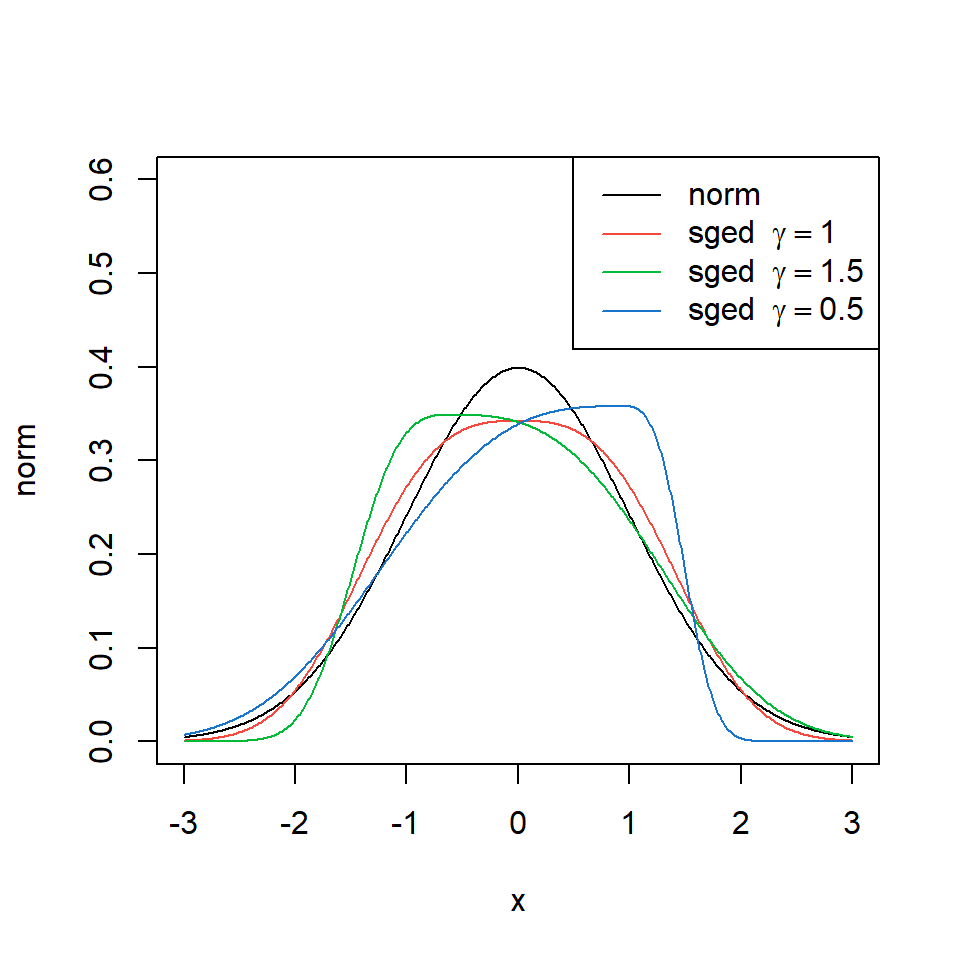 norm
sged γ = 1
sged γ = 1.5
sged γ = 0.5
0.6
0.5
0.4
0.3
0.2
0.1
0.0
norm
-3 -2 -1 0 1 2 3
x